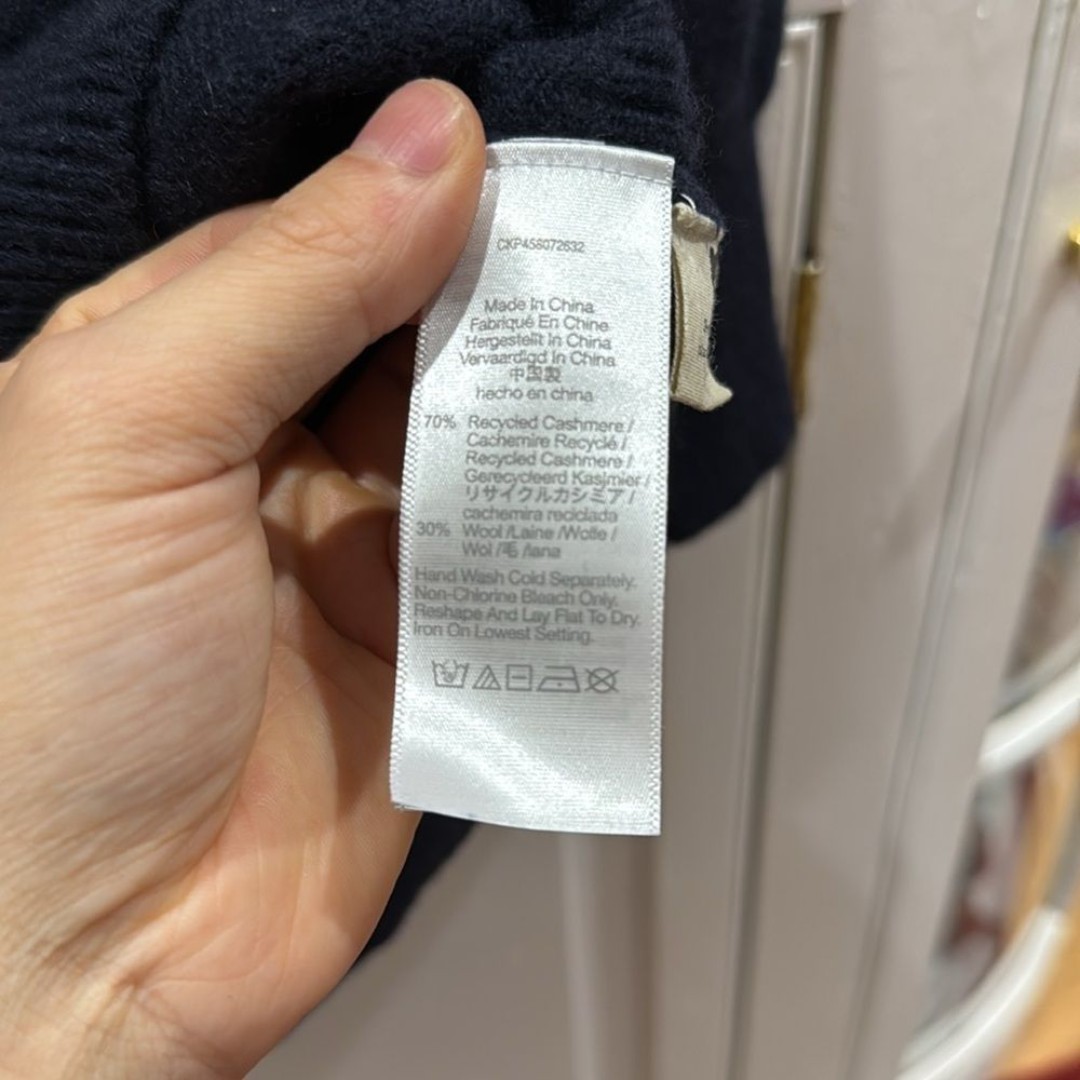 CKP456072632
Made In China
Fabriqué En Chine
Hergestellt In China
Vervaardigd In China
中国製
hecho en china
70% Recycled Cashmere /
Cachemire Recyclé /
Recycled Cashmere /
Gerecycleerd Kasjmier /
リサイクルカシミア /
cachemira reciclada
30% Wool /Laine /Wolle /
Wol /毛 /lana
Hand Wash Cold Separately.
Non-Chlorine Bleach Only.
Reshape And Lay Flat To Dry.
Iron On Lowest Setting.